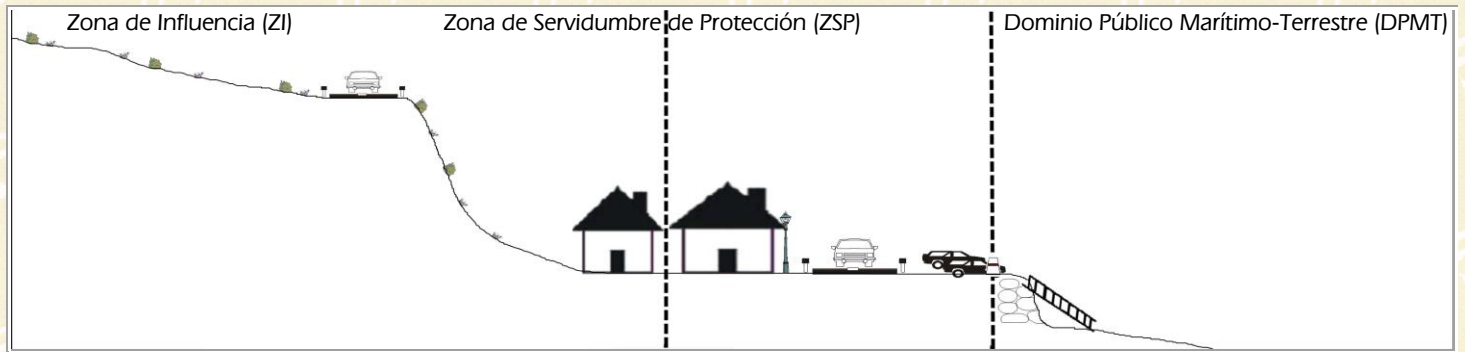 Zona de Influencia (ZI) Zona de Servidumbre de Protección (ZSP) Dominio Público Marítimo-Terrestre (DPMT)